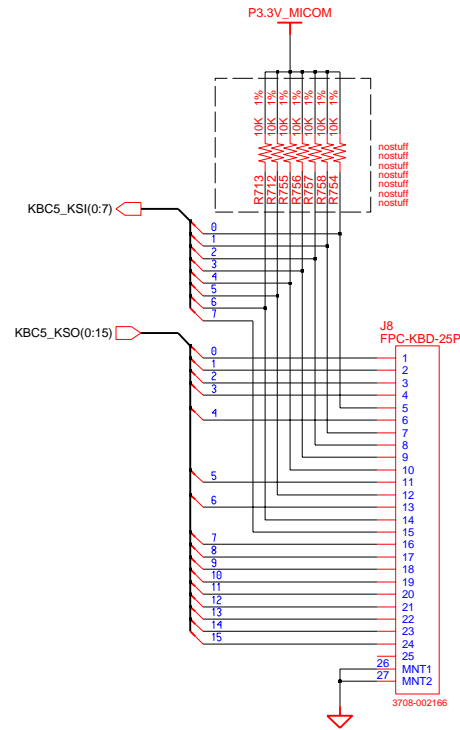 P3.3V_MICOM
10K 1%
10K 1%
10K 1%
10K 1%
10K 1%
10K 1%
10K 1%
R713
R712
R755
R756
R757
R758
R754
nostuff
nostuff
nostuff
nostuff
nostuff
nostuff
nostuff
KBC5_KSI(0:7)
0
1
2
3
4
5
6
7
KBC5_KSO(0:15)
0
1
2
3
4
5
6
7
8
9
10
11
12
13
14
15
J8
FPC-KBD-25P
1
2
3
4
5
6
7
8
9
10
11
12
13
14
15
16
17
18
19
20
21
22
23
24
25
26 MNT1
27 MNT2
3708-002166